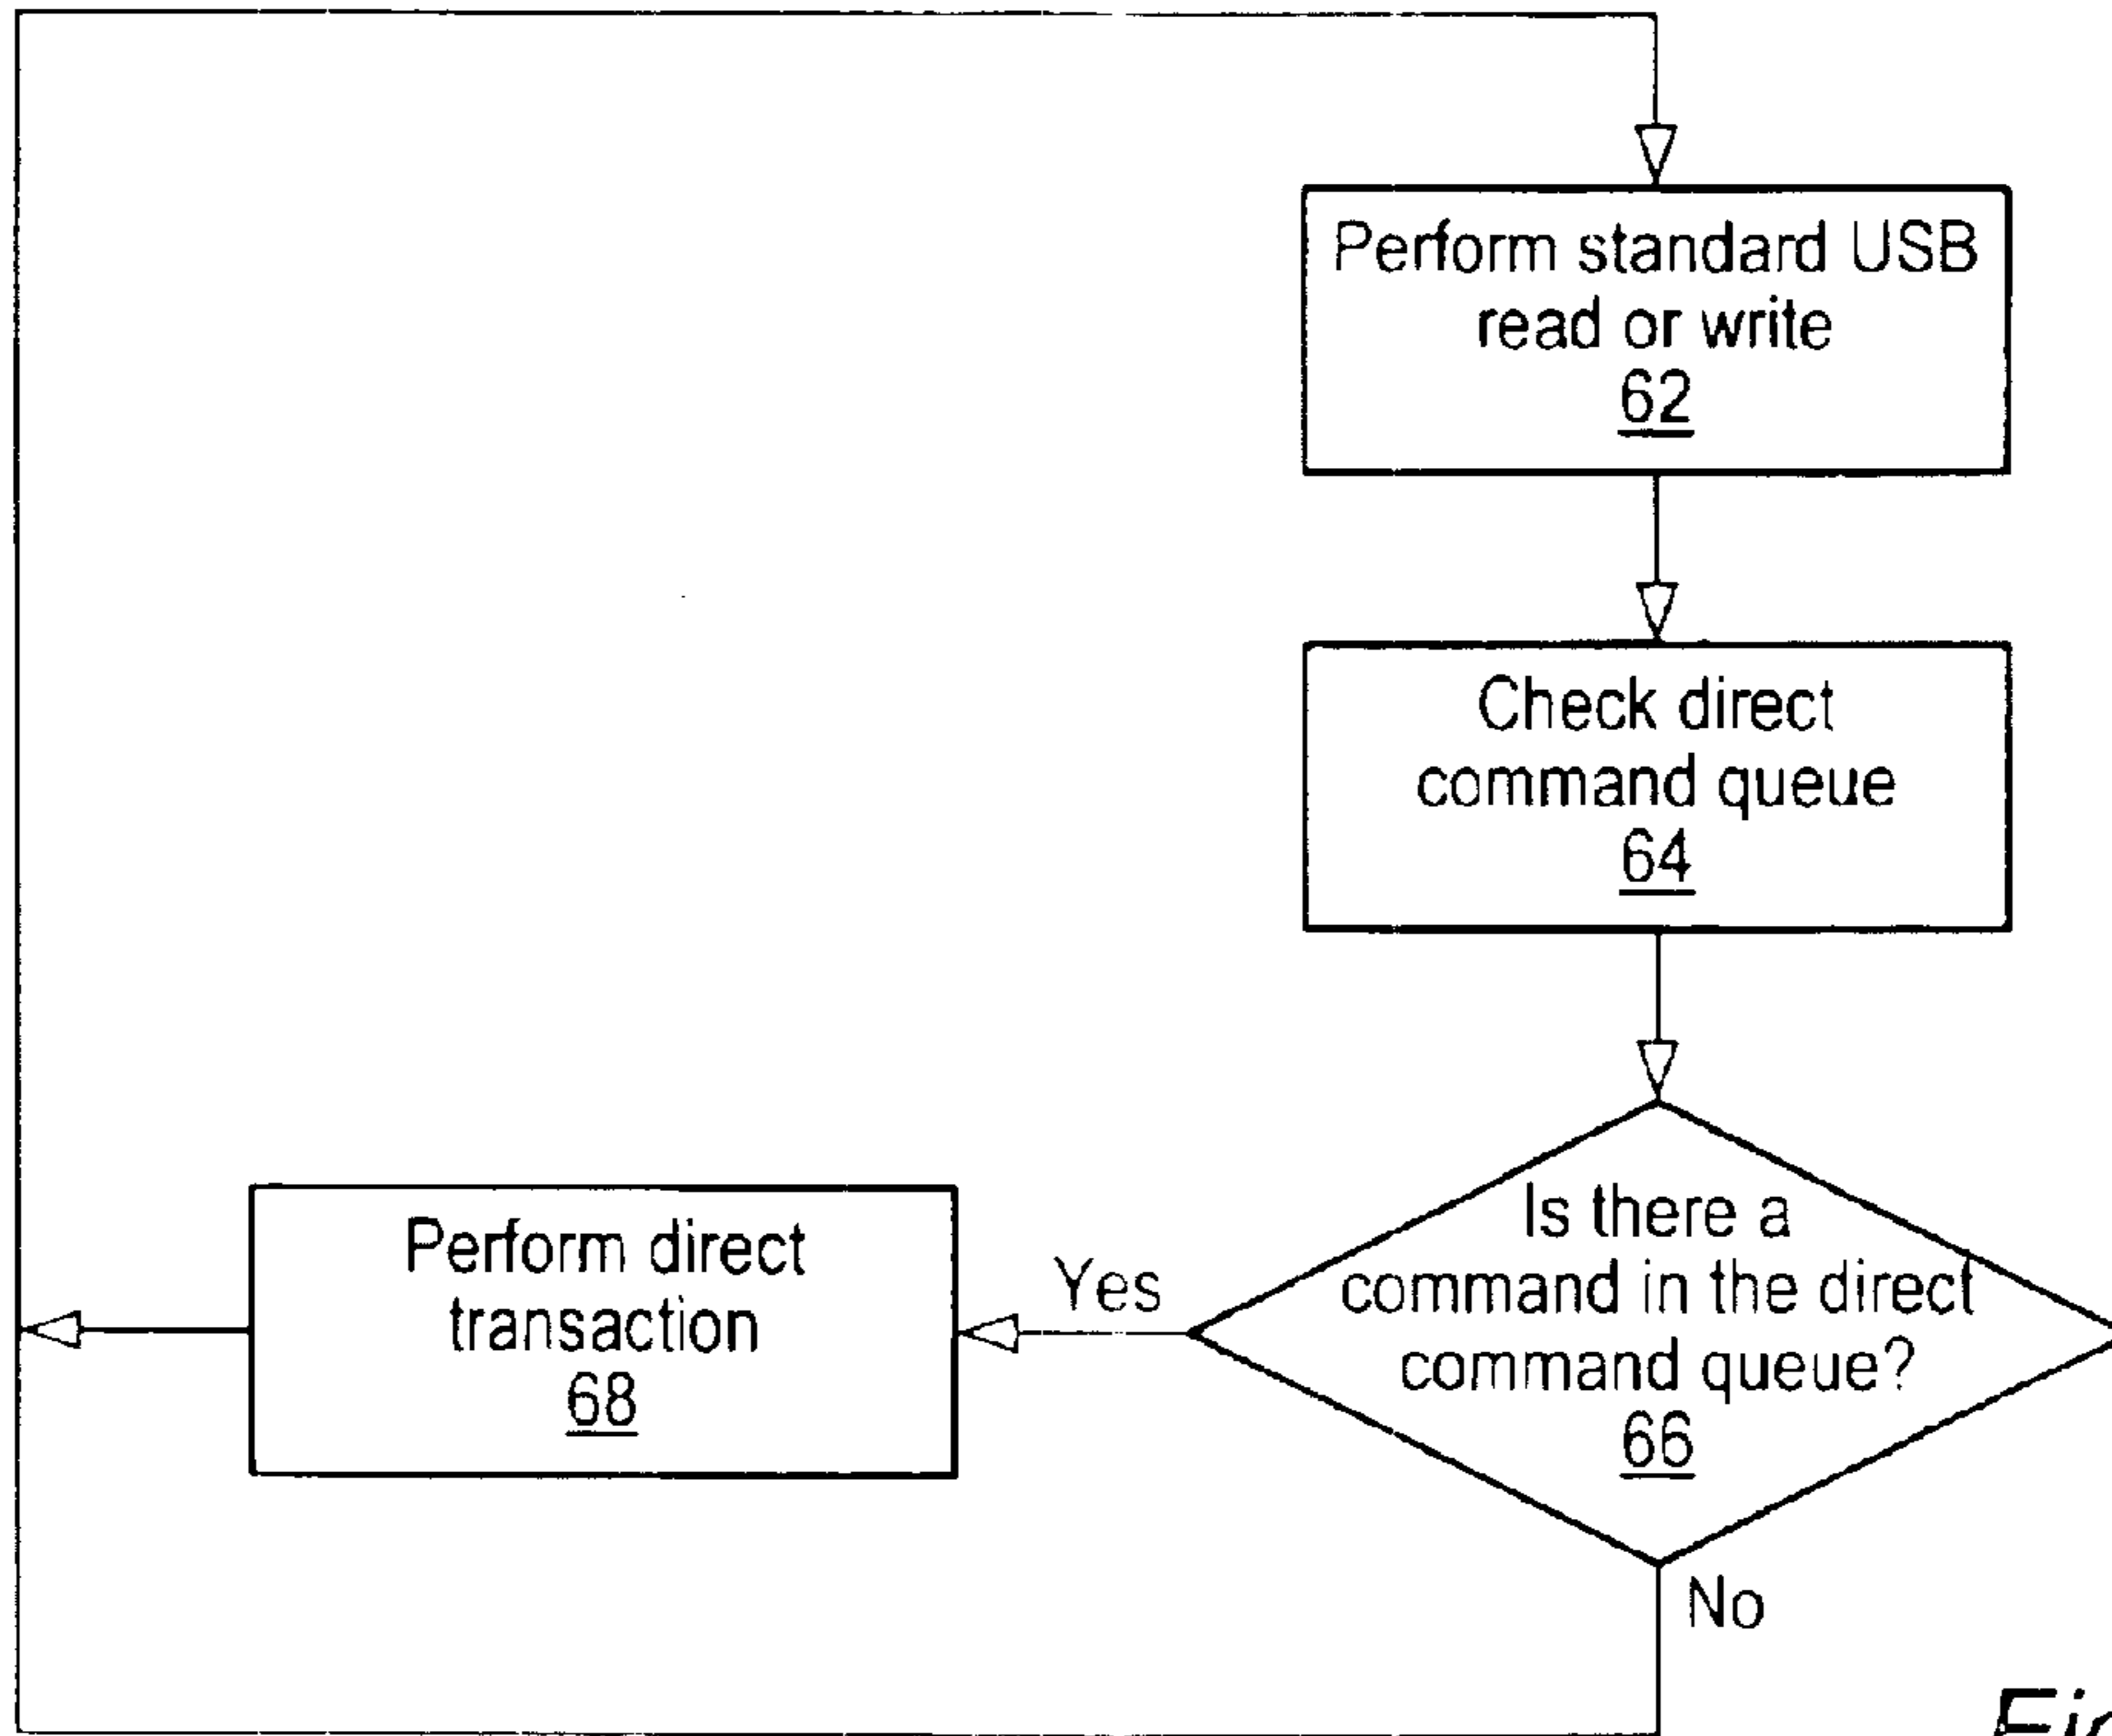 Perform standard USB
read or write
62
Check direct
command queue
64
Is there a
command in the direct
command queue?
66
Yes
Perform direct
transaction
68
No